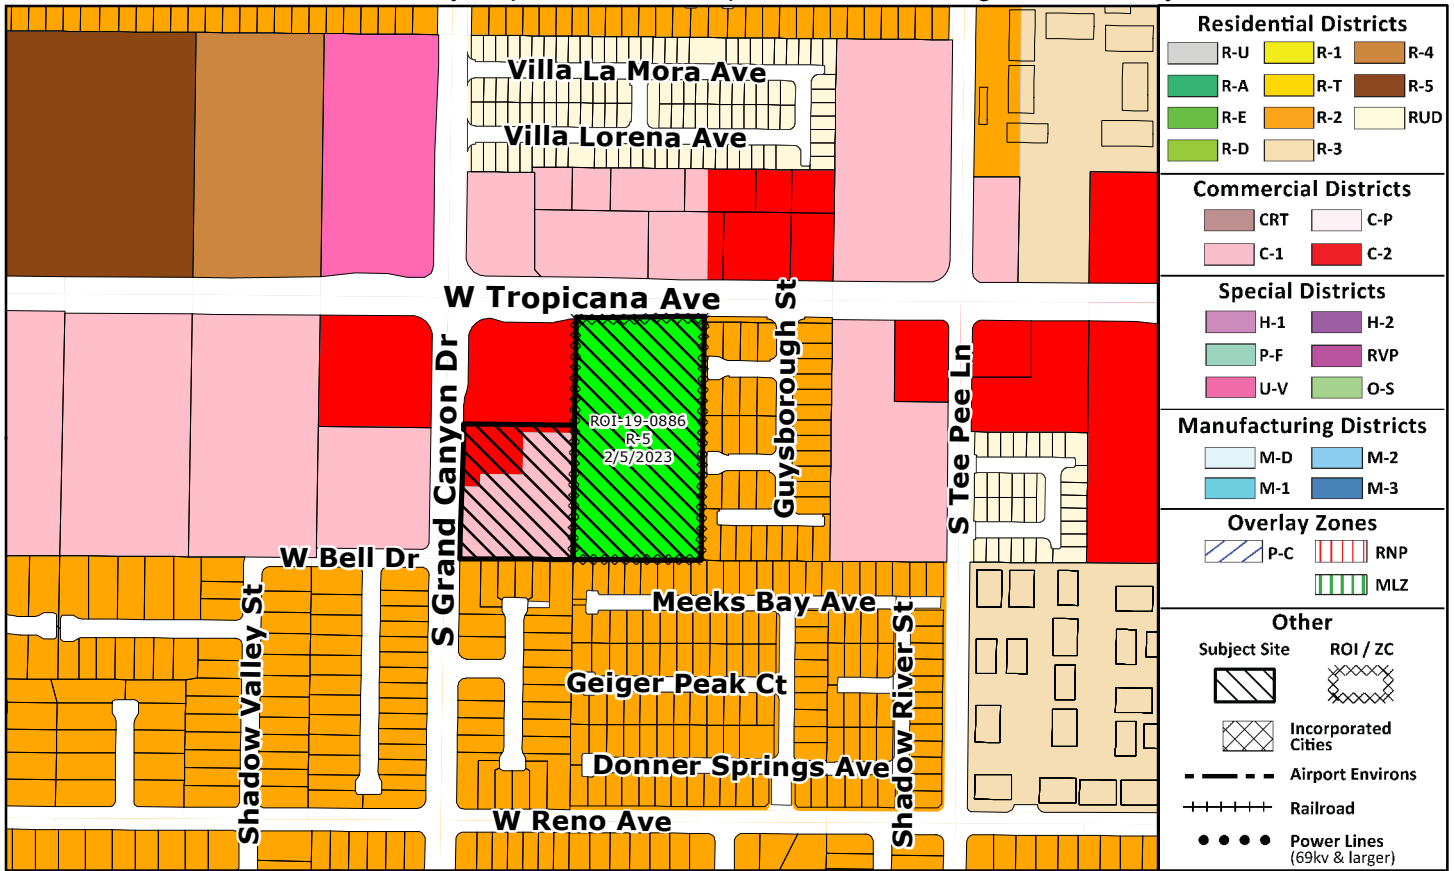 Villa La Mora Ave
Villa Lorena Ave
W Tropicana Ave
S Grand Canyon Dr
ROI-19-0886
R-5
2/5/2023
Guysborough St
S Tee Pee Ln
W Bell Dr
Shadow Valley St
Meeks Bay Ave
Geiger Peak Ct
Shadow River St
Donner Springs Ave
W Reno Ave
Residential Districts
R-U R-1 R-4
R-A R-T R-5
R-E R-2 RUD
R-D R-3
Commercial Districts
CRT C-P
C-1 C-2
Special Districts
H-1 H-2
P-F RVP
U-V O-S
Manufacturing Districts
M-D M-2
M-1 M-3
Overlay Zones
P-C RNP
MLZ
Other
Subject Site ROI / ZC
Incorporated
Cities
Airport Environs
Railroad
Power Lines
(69kv & larger)